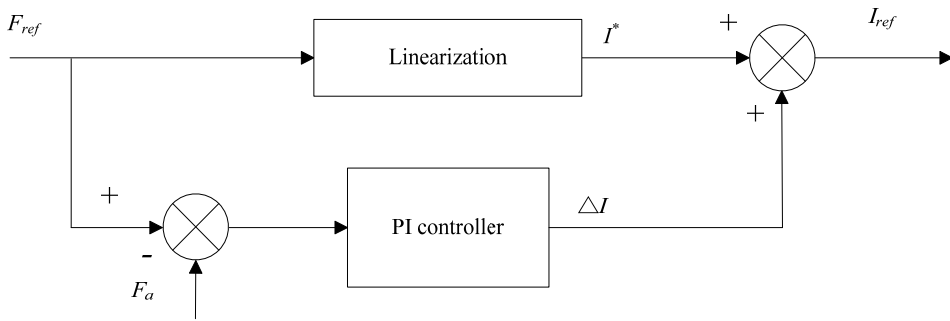 F_ref
Linearization
I*
+
I_ref
+
+
PI controller
△I
-
F_a